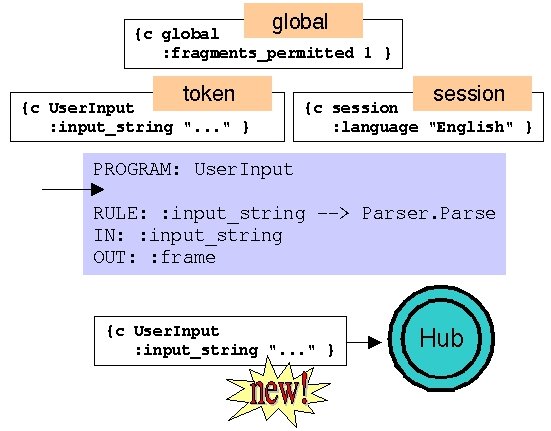 global
{c global
:fragments_permitted 1 }
token
{c UserInput
:input_string "..." }
session
{c session
:language "English" }
PROGRAM: UserInput
RULE: :input_string --> Parser.Parse
IN: :input_string
OUT: :frame
{c UserInput
:input_string "..." }
Hub
new!